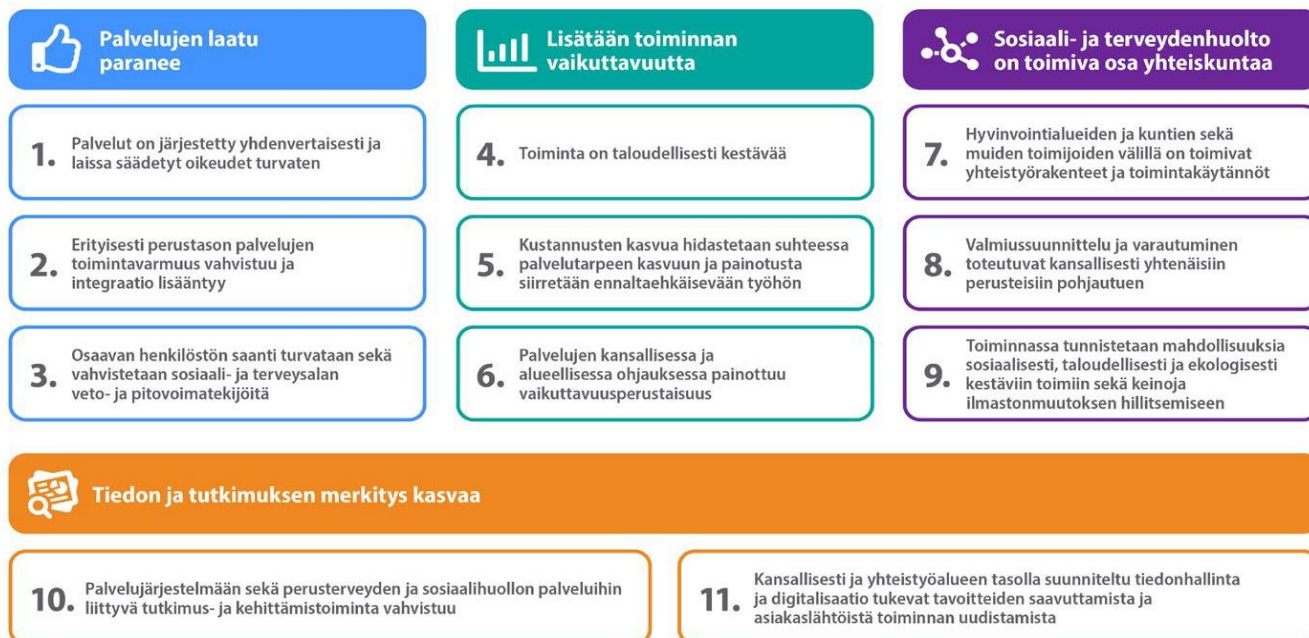 Palvelujen laatu
paranee
1. Palvelut on järjestetty yhdenvertaisesti ja
laissa säädetyt oikeudet turvaten
2. Erityisesti perustason palvelujen
toimintavarmuus vahvistuu ja
integraatio lisääntyy
3. Osaavan henkilöstön saanti turvataan sekä
vahvistetaan sosiaali- ja terveysalan
veto- ja pitovoimatekijöitä
Lisätään toiminnan
vaikuttavuutta
4. Toiminta on taloudellisesti kestävää
5. Kustannusten kasvua hidastetaan suhteessa
palvelutarpeen kasvuun ja painotusta
siirretään ennaltaehkäisevään työhön
6. Palvelujen kansallisessa ja
alueellisessa ohjauksessa painottuu
vaikuttavuusperustaisuus
Sosiaali- ja terveydenhuolto
on toimiva osa yhteiskuntaa
7. Hyvinvointialueiden ja kuntien sekä
muiden toimijoiden välillä on toimivat
yhteistyörakenteet ja toimintakäytännöt
8. Valmiussuunnittelu ja varautuminen
toteutuvat kansallisesti yhtenäisiin
perusteisiin pohjautuen
9. Toiminnassa tunnistetaan mahdollisuuksia
sosiaalisesti, taloudellisesti ja ekologisesti
kestäviin toimiin sekä keinoja
ilmastonmuutoksen hillitsemiseen
Tiedon ja tutkimuksen merkitys kasvaa
10. Palvelujärjestelmään sekä perusterveyden ja sosiaalihuollon palveluihin
liittyvä tutkimus- ja kehittämistoiminta vahvistuu
11. Kansallisesti ja yhteistyöalueen tasolla suunniteltu tiedonhallinta
ja digitalisaatio tukevat tavoitteiden saavuttamista ja
asiakaslähtöistä toiminnan uudistamista